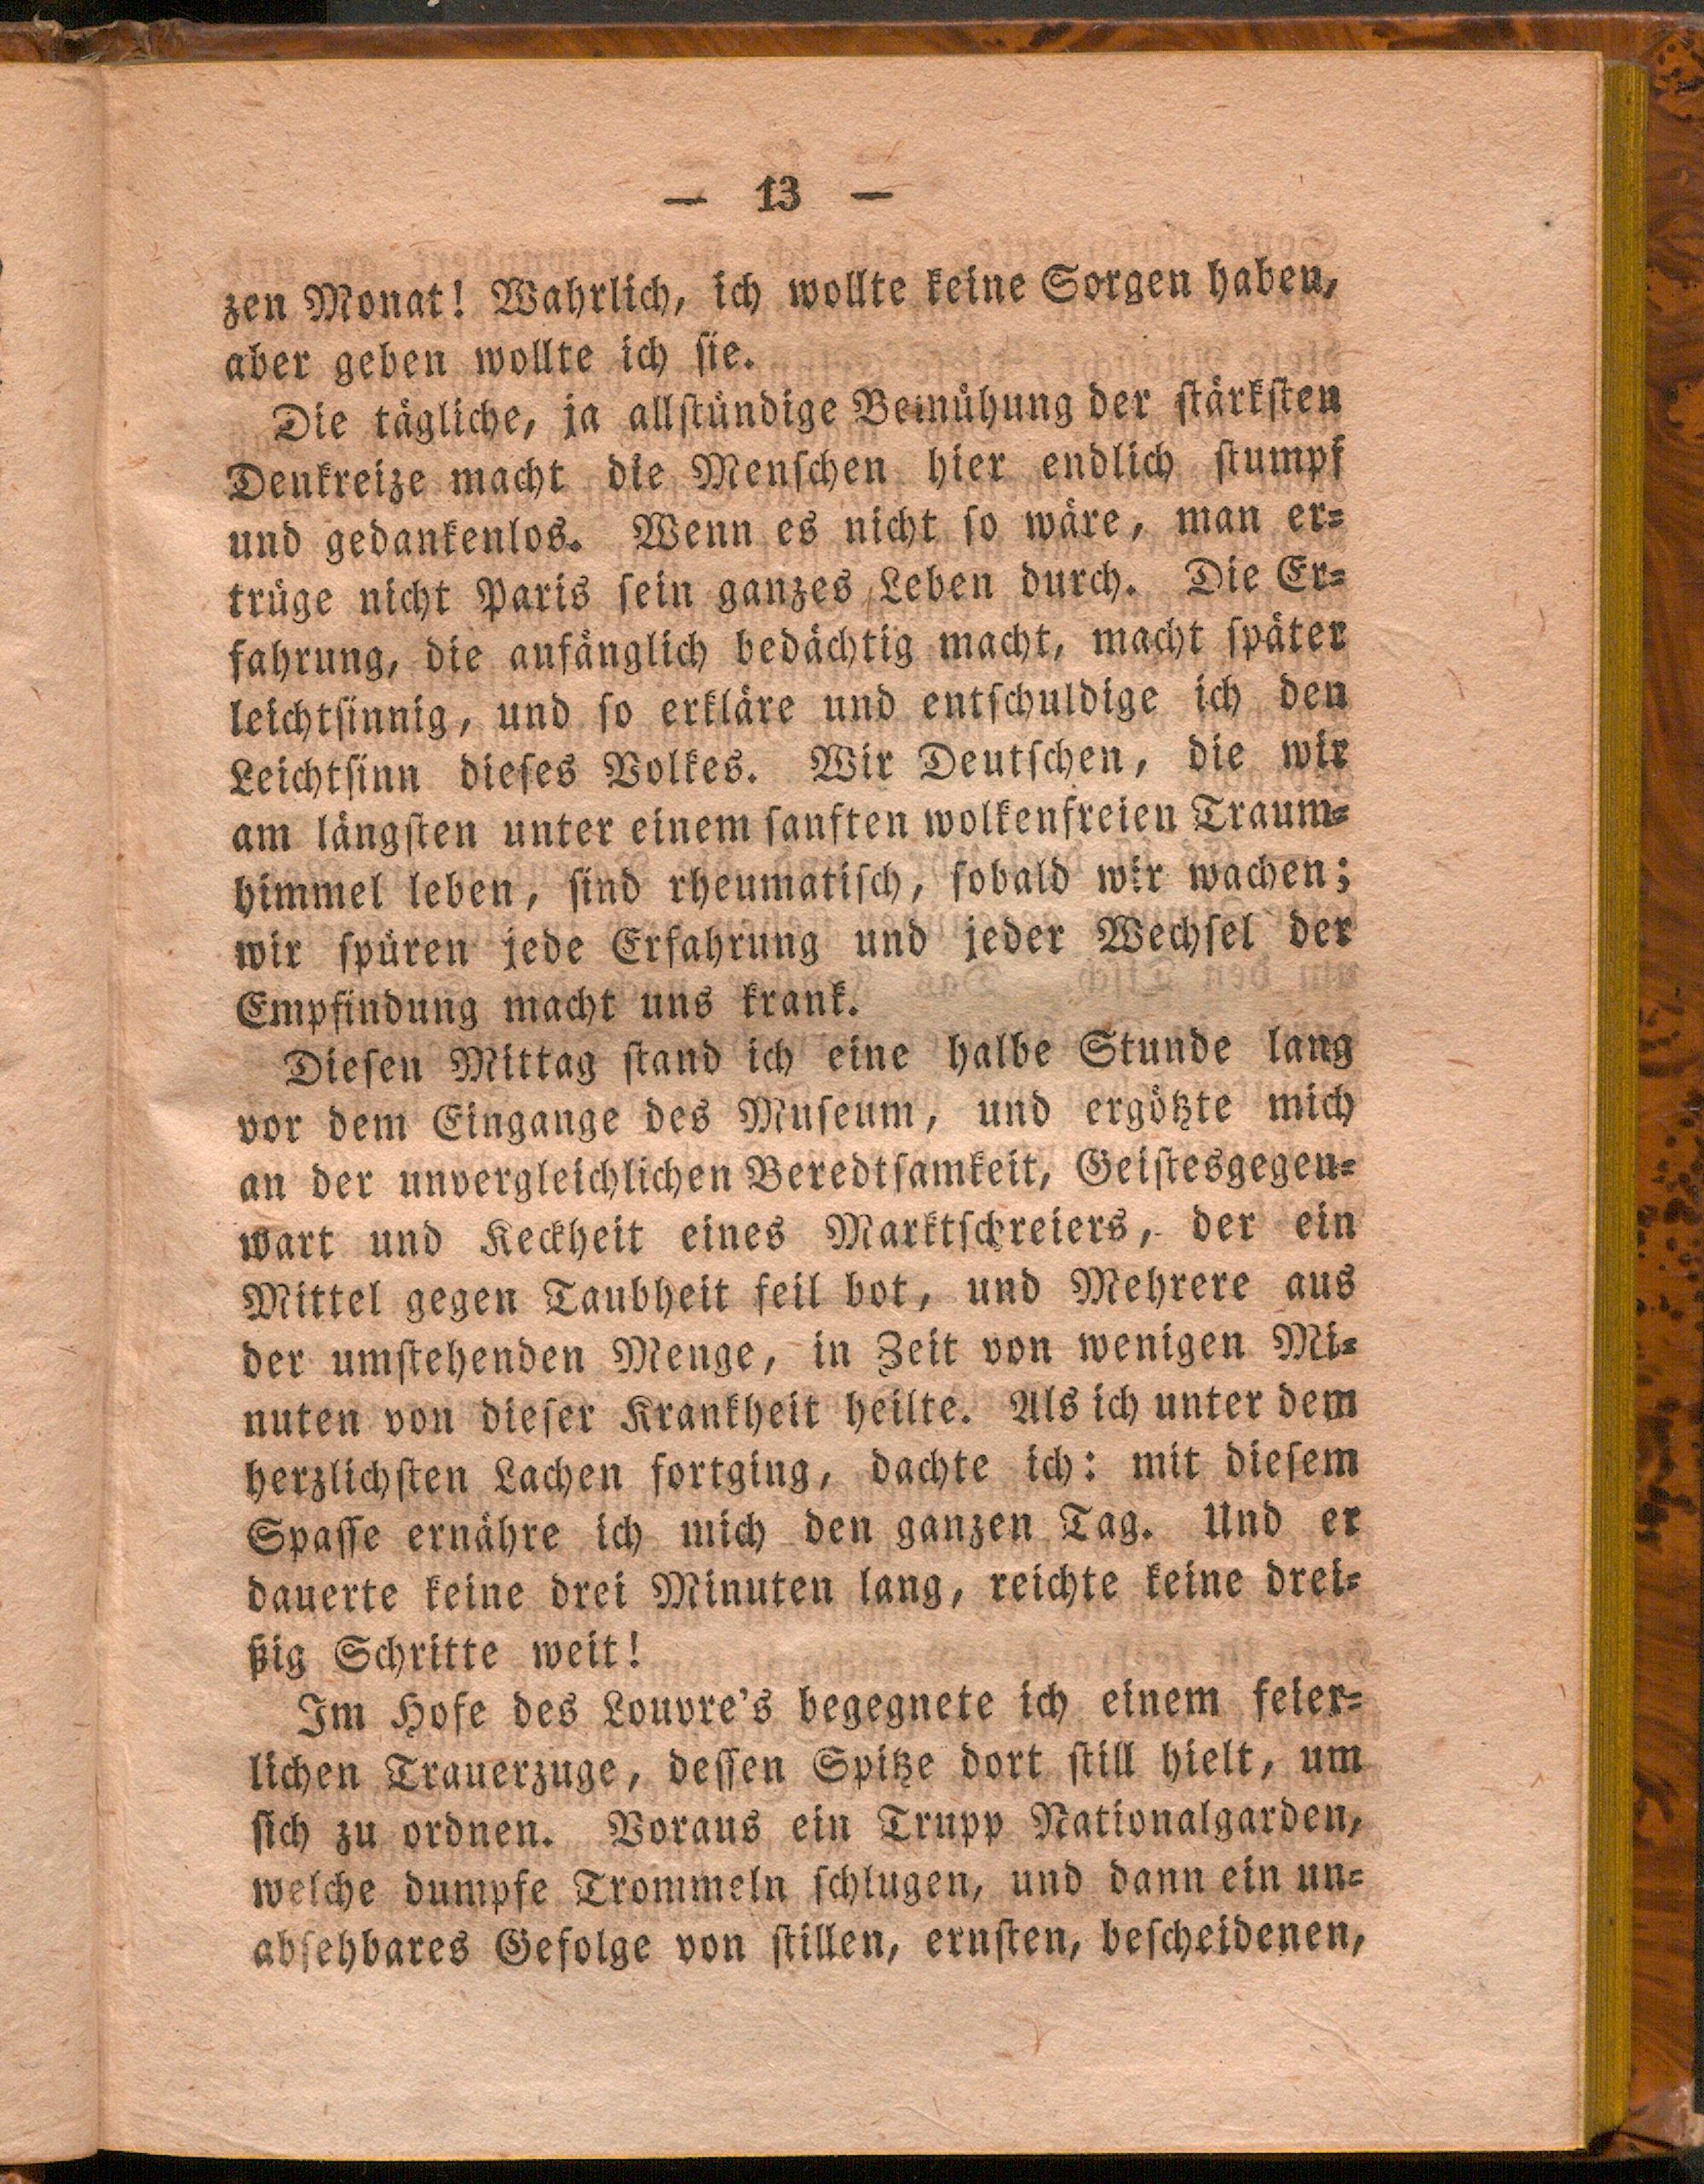 — 13 —
zen Monat! Wahrlich, ich wollte keine Sorgen haben,
aber geben wollte ich sie.
Die tägliche, ja allstündige Bemühung der stärksten
Denkreize macht die Menschen hier endlich stumpf
und gedankenlos. Wenn es nicht so wäre, man er=
trüge nicht Paris sein ganzes Leben durch. Die Er=
fahrung, die anfänglich bedächtig macht, macht später
leichtsinnig, und so erkläre und entschuldige ich den
Leichtsinn dieses Volkes. Wir Deutschen, die wir
am längsten unter einem sanften wolkenfreien Traum=
himmel leben, sind rheumatisch, sobald wir wachen;
wir spüren jede Erfahrung und jeder Wechsel der
Empfindung macht uns krank.
Diesen Mittag stand ich eine halbe Stunde lang
vor dem Eingange des Museum, und ergötzte mich
an der unvergleichlichen Beredtsamkeit, Geistesgegen=
wart und Keckheit eines Marktschreiers, der ein
Mittel gegen Taubheit feil bot, und Mehrere aus
der umstehenden Menge, in Zeit von wenigen Mi=
nuten von dieser Krankheit heilte. Als ich unter dem
herzlichsten Lachen fortging, dachte ich: mit diesem
Spasse ernähre ich mich den ganzen Tag. Und er
dauerte keine drei Minuten lang, reichte keine drei=
ßig Schritte weit!
Im Hofe des Louvre's begegnete ich einem feier=
lichen Trauerzuge, dessen Spitze dort still hielt, um
sich zu ordnen. Voraus ein Trupp Nationalgarden,
welche dumpfe Trommeln schlugen, und dann ein un=
absehbares Gefolge von stillen, ernsten, bescheidenen,